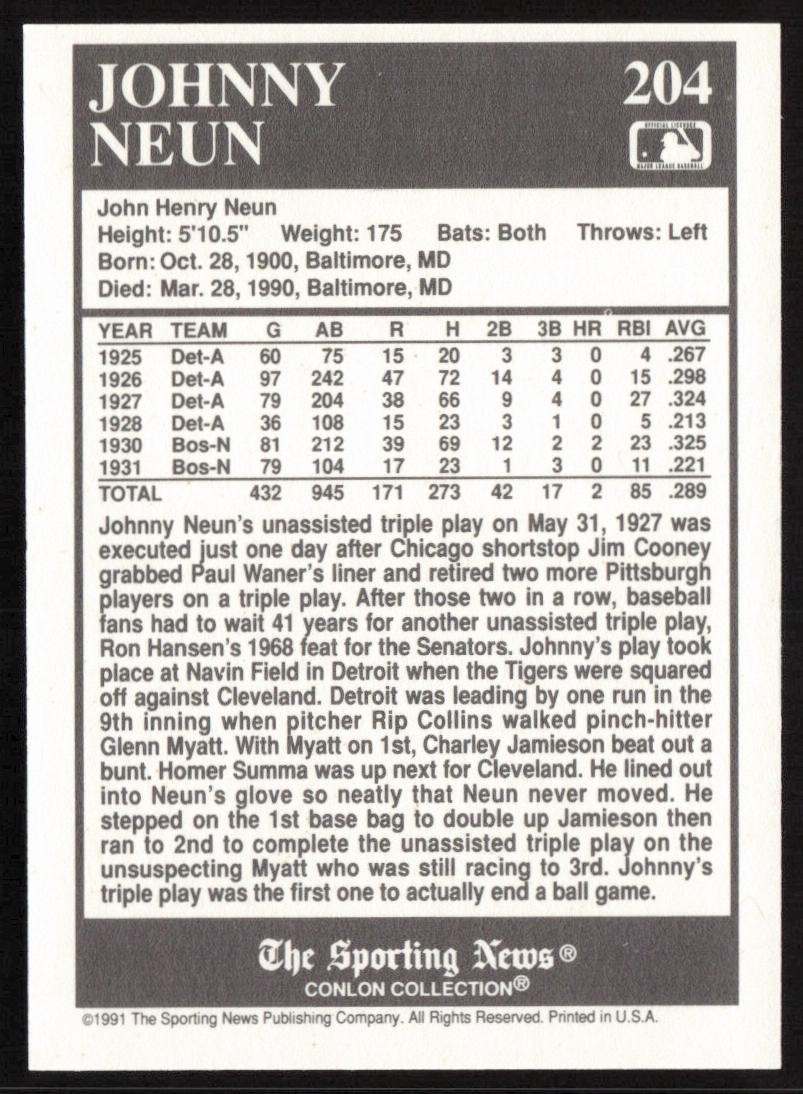 JOHNNY
NEUN
204
OFFICIAL LICENSEE
MAJOR LEAGUE BASEBALL
John Henry Neun
Height: 5'10.5" Weight: 175 Bats: Both Throws: Left
Born: Oct. 28, 1900, Baltimore, MD
Died: Mar. 28, 1990, Baltimore, MD
YEAR TEAM G AB R H 2B 3B HR RBI AVG
1925 Det-A 60 75 15 20 3 3 0 4 .267
1926 Det-A 97 242 47 72 14 4 0 15 .298
1927 Det-A 79 204 38 66 9 4 0 27 .324
1928 Det-A 36 108 15 23 3 1 0 5 .213
1930 Bos-N 81 212 39 69 12 2 2 23 .325
1931 Bos-N 79 104 17 23 1 3 0 11 .221
TOTAL 432 945 171 273 42 17 2 85 .289
Johnny Neun's unassisted triple play on May 31, 1927 was
executed just one day after Chicago shortstop Jim Cooney
grabbed Paul Waner's liner and retired two more Pittsburgh
players on a triple play. After those two in a row, baseball
fans had to wait 41 years for another unassisted triple play,
Ron Hansen's 1968 feat for the Senators. Johnny's play took
place at Navin Field in Detroit when the Tigers were squared
off against Cleveland. Detroit was leading by one run in the
9th inning when pitcher Rip Collins walked pinch-hitter
Glenn Myatt. With Myatt on 1st, Charley Jamieson beat out a
bunt. Homer Summa was up next for Cleveland. He lined out
into Neun's glove so neatly that Neun never moved. He
stepped on the 1st base bag to double up Jamieson then
ran to 2nd to complete the unassisted triple play on the
unsuspecting Myatt who was still racing to 3rd. Johnny's
triple play was the first one to actually end a ball game.
The Sporting News®
CONLON COLLECTION®
©1991 The Sporting News Publishing Company. All Rights Reserved. Printed in U.S.A.